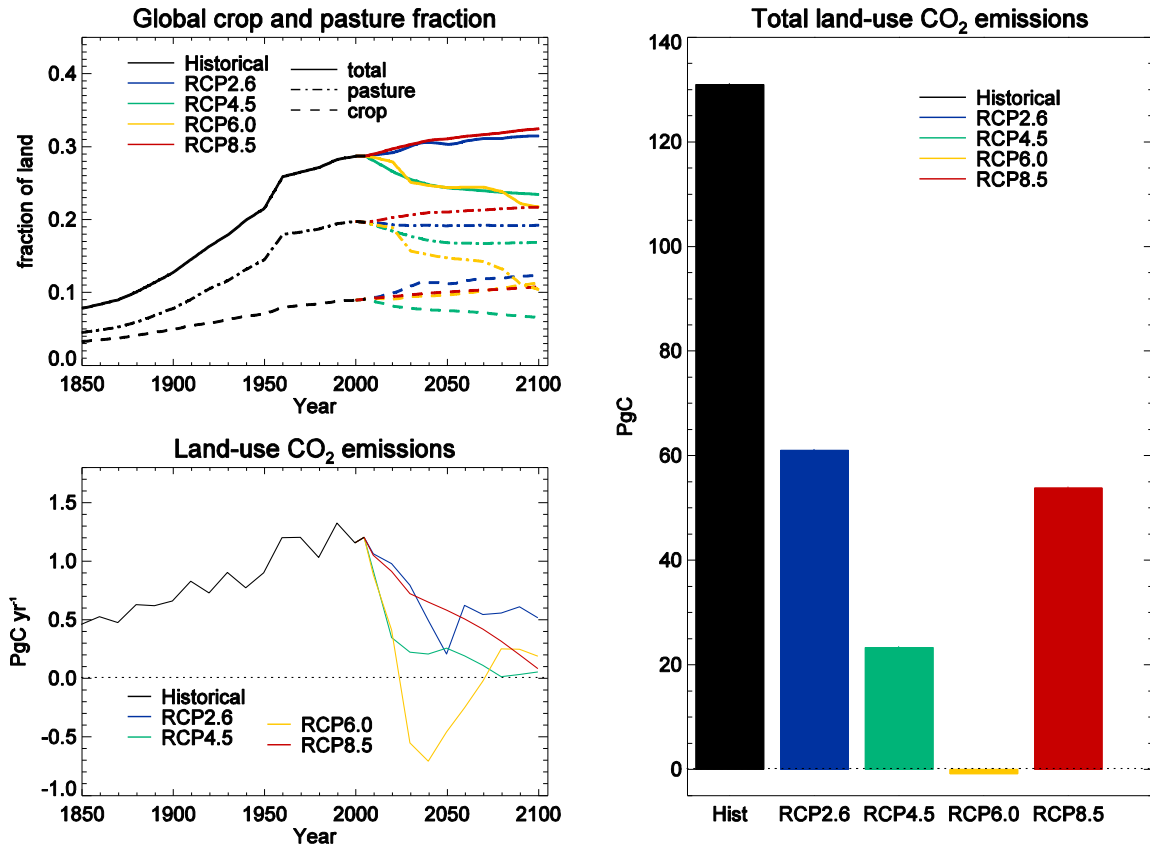 Global crop and pasture fraction
0.4
0.3
0.2
0.1
0.0
fraction of land
Historical
RCP2.6
RCP4.5
RCP6.0
RCP8.5
total
pasture
crop
1850 1900 1950 2000 2050 2100
Year
Land-use CO₂ emissions
1.5
1.0
0.5
0.0
-0.5
-1.0
PgC yr⁻¹
Historical
RCP2.6
RCP4.5
RCP6.0
RCP8.5
1850 1900 1950 2000 2050 2100
Year
Total land-use CO₂ emissions
140
120
100
80
60
40
20
0
PgC
Historical
RCP2.6
RCP4.5
RCP6.0
RCP8.5
Hist RCP2.6 RCP4.5 RCP6.0 RCP8.5